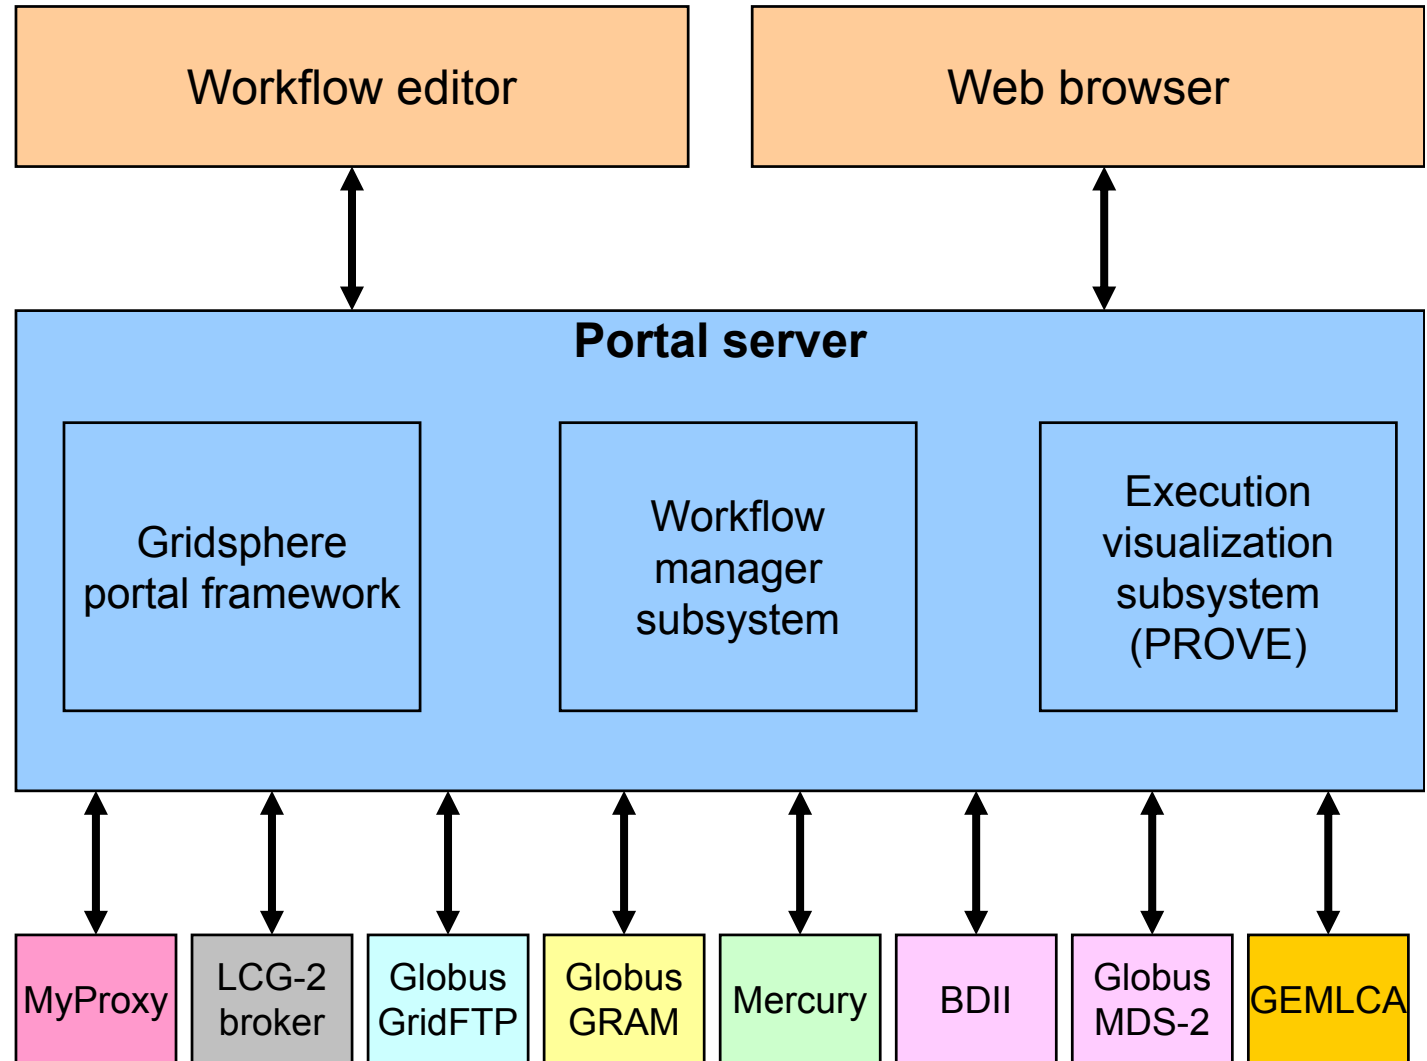 Workflow editor
Web browser
Portal server
Gridsphere
portal framework
Workflow
manager
subsystem
Execution
visualization
subsystem
(PROVE)
MyProxy
LCG-2
broker
Globus
GridFTP
Globus
GRAM
Mercury
BDII
Globus
MDS-2
GEMLCA